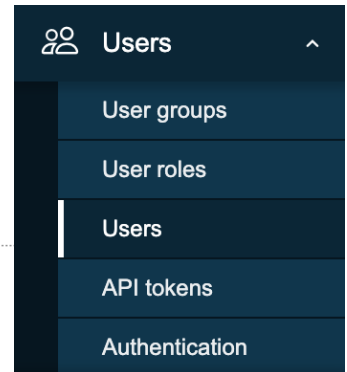 Users
User groups
User roles
Users
API tokens
Authentication